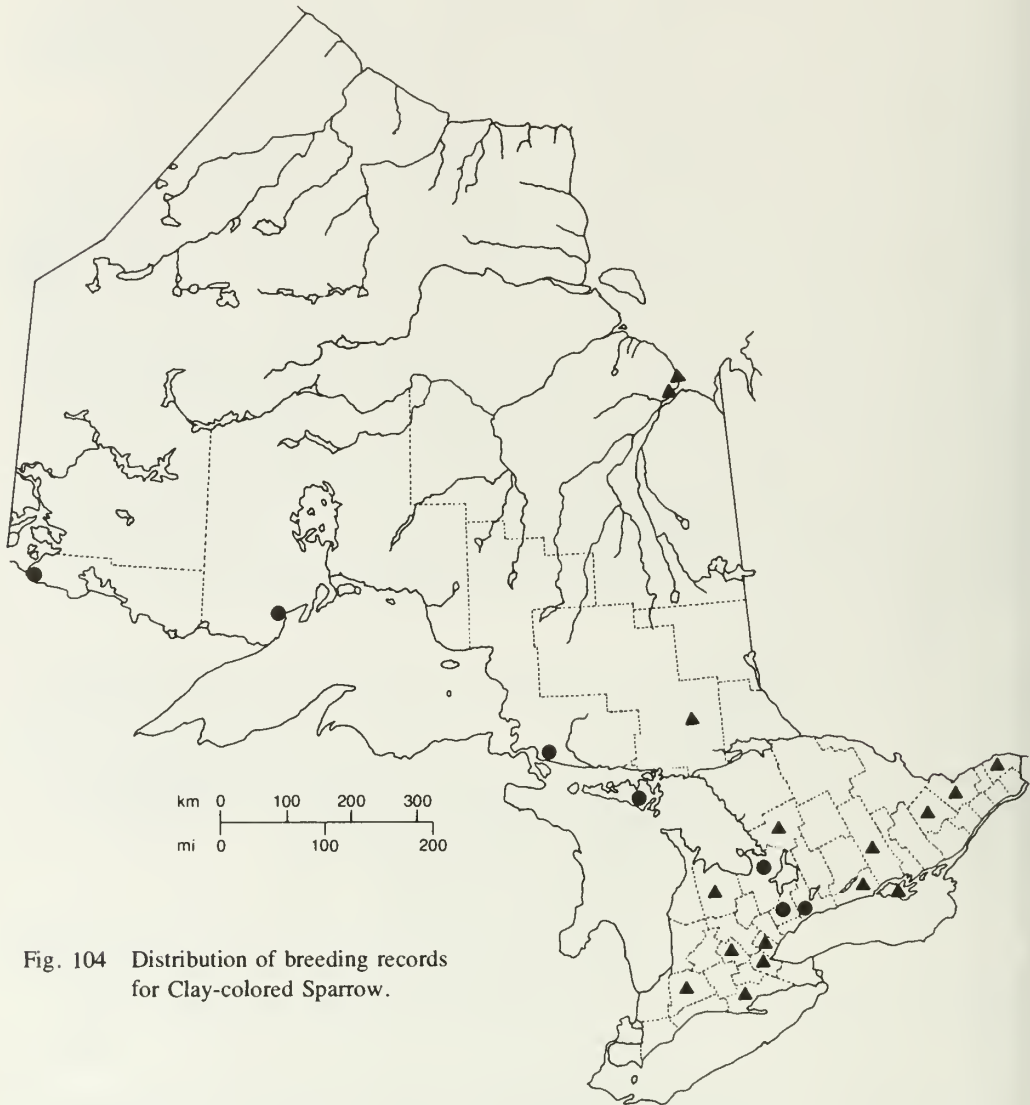 km 0 100 200 300
mi 0 100 200
Fig. 104 Distribution of breeding records
for Clay-colored Sparrow.